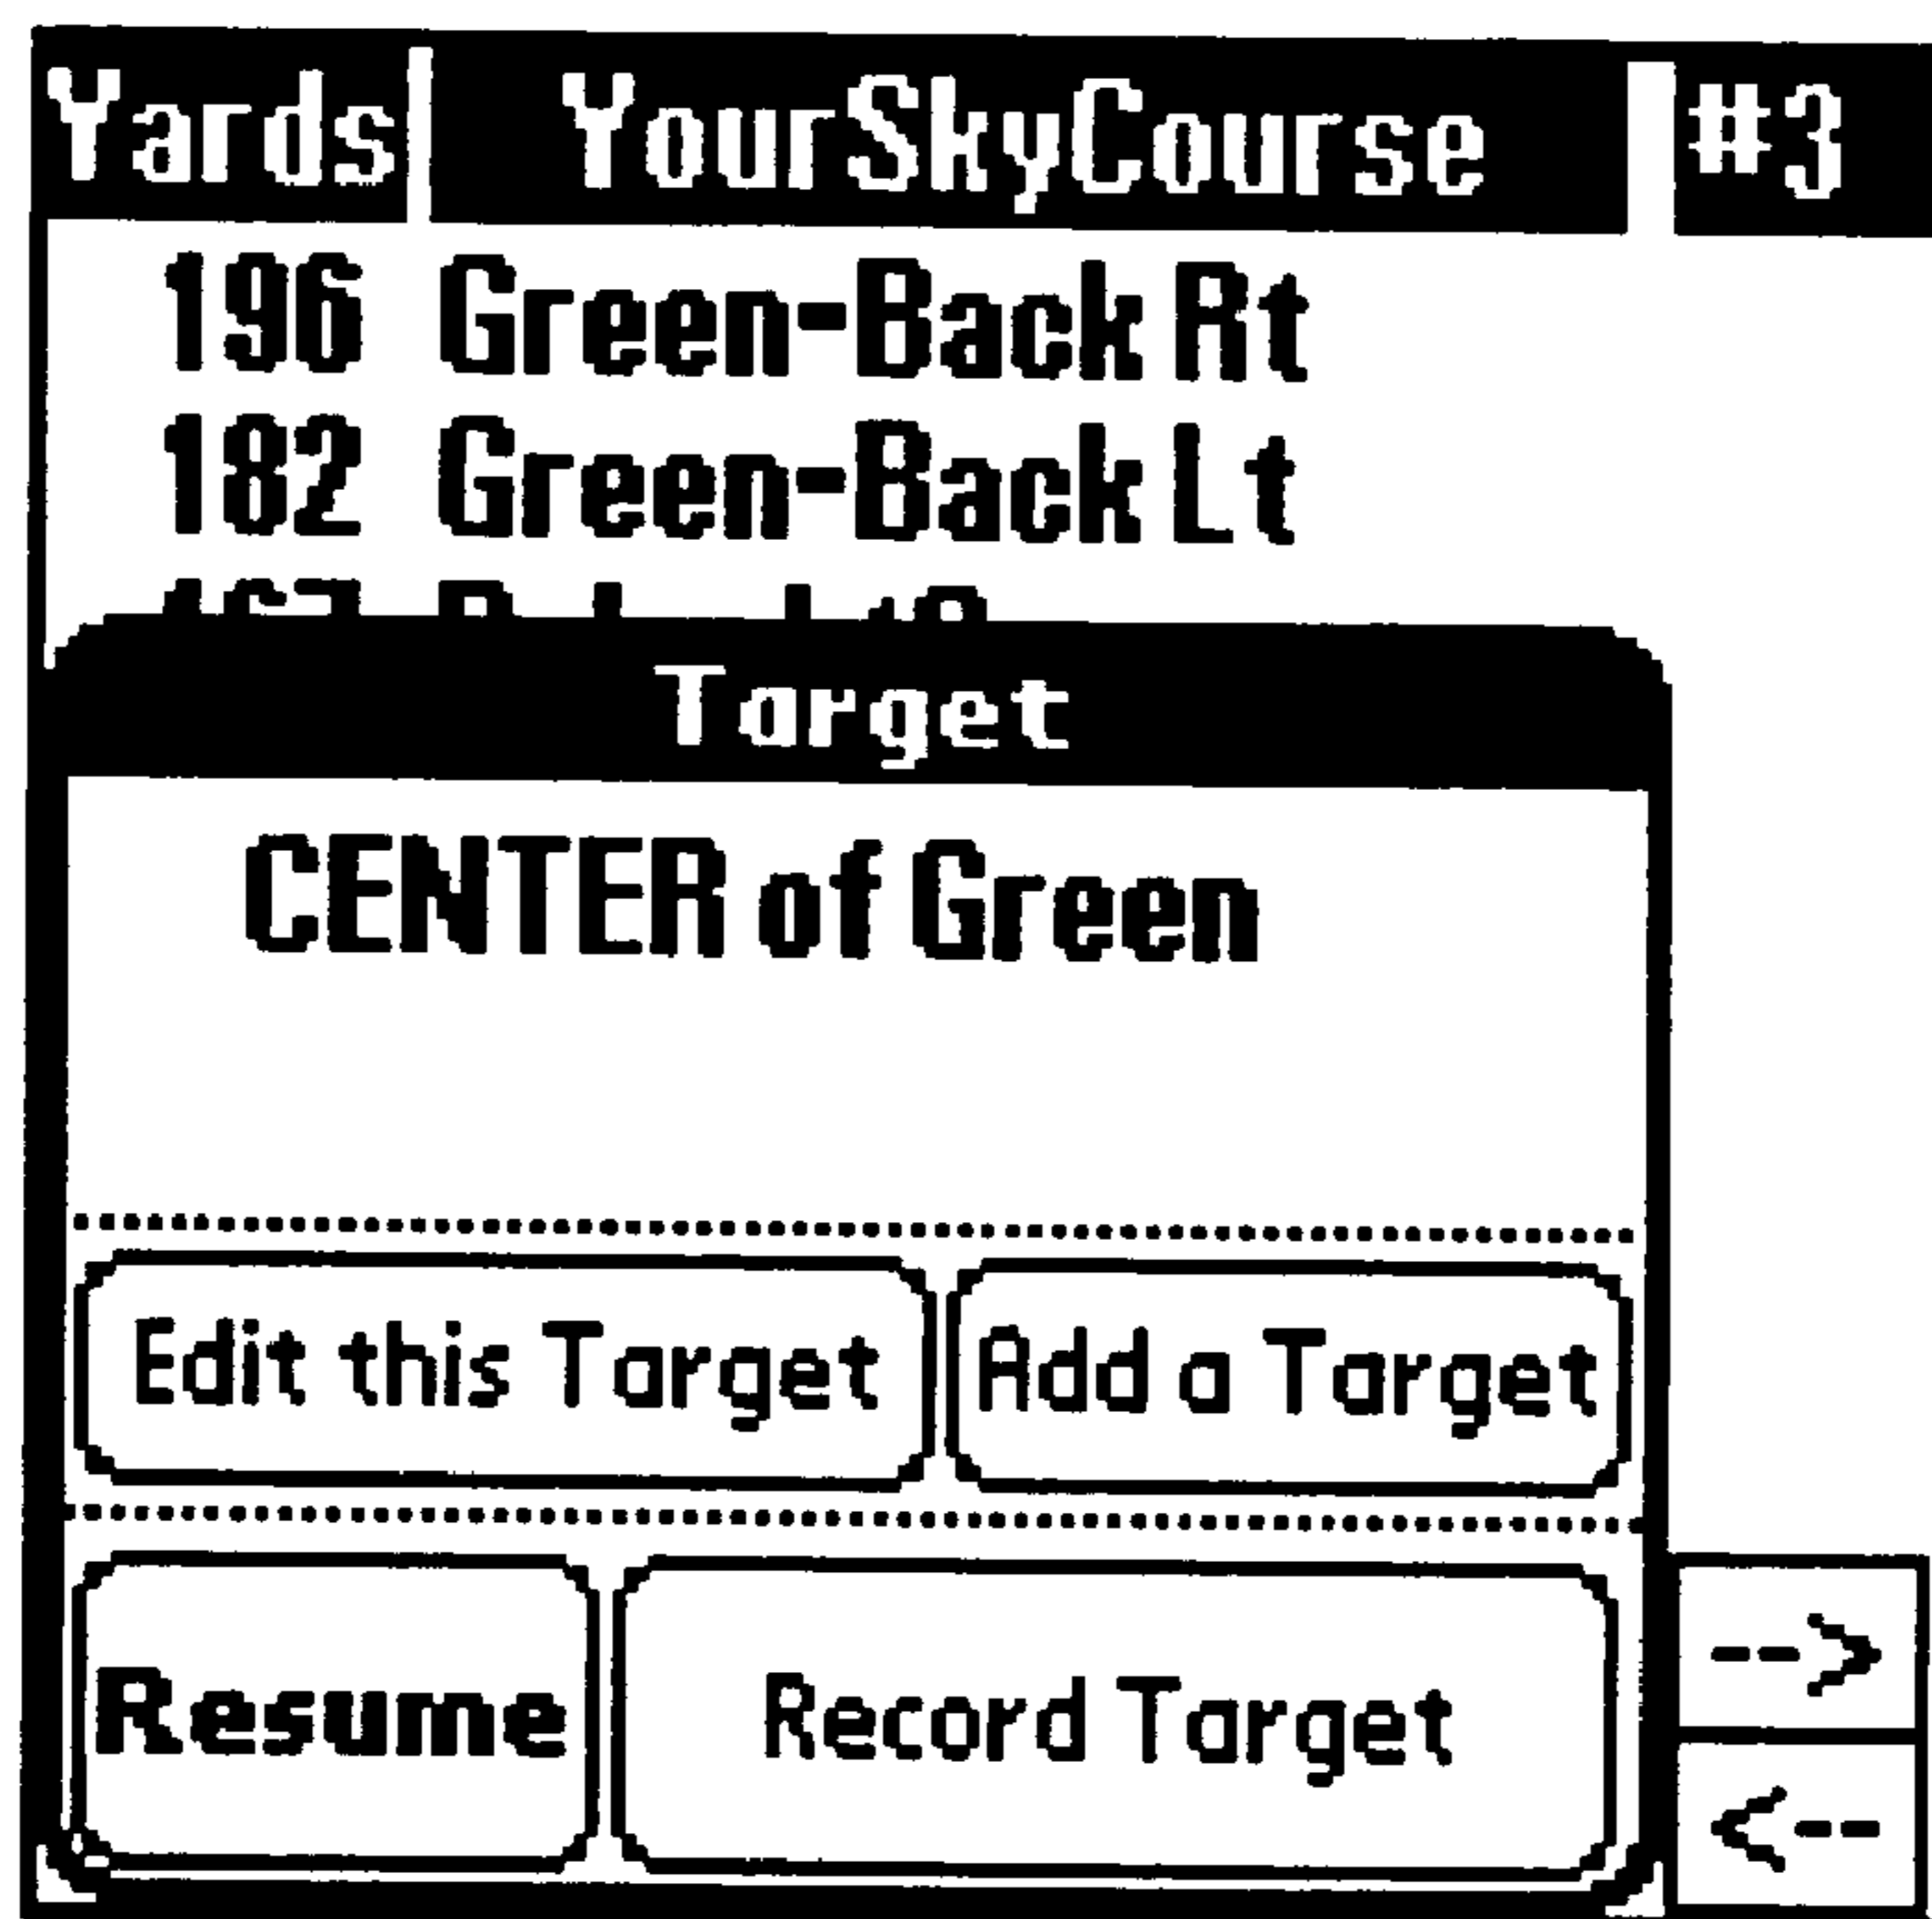 Yards YourSkyCourse #3
196 Green-Back Rt
182 Green-Back Lt
Target
CENTER of Green
Edit this Target Add a Target
Resume Record Target
-->
<--